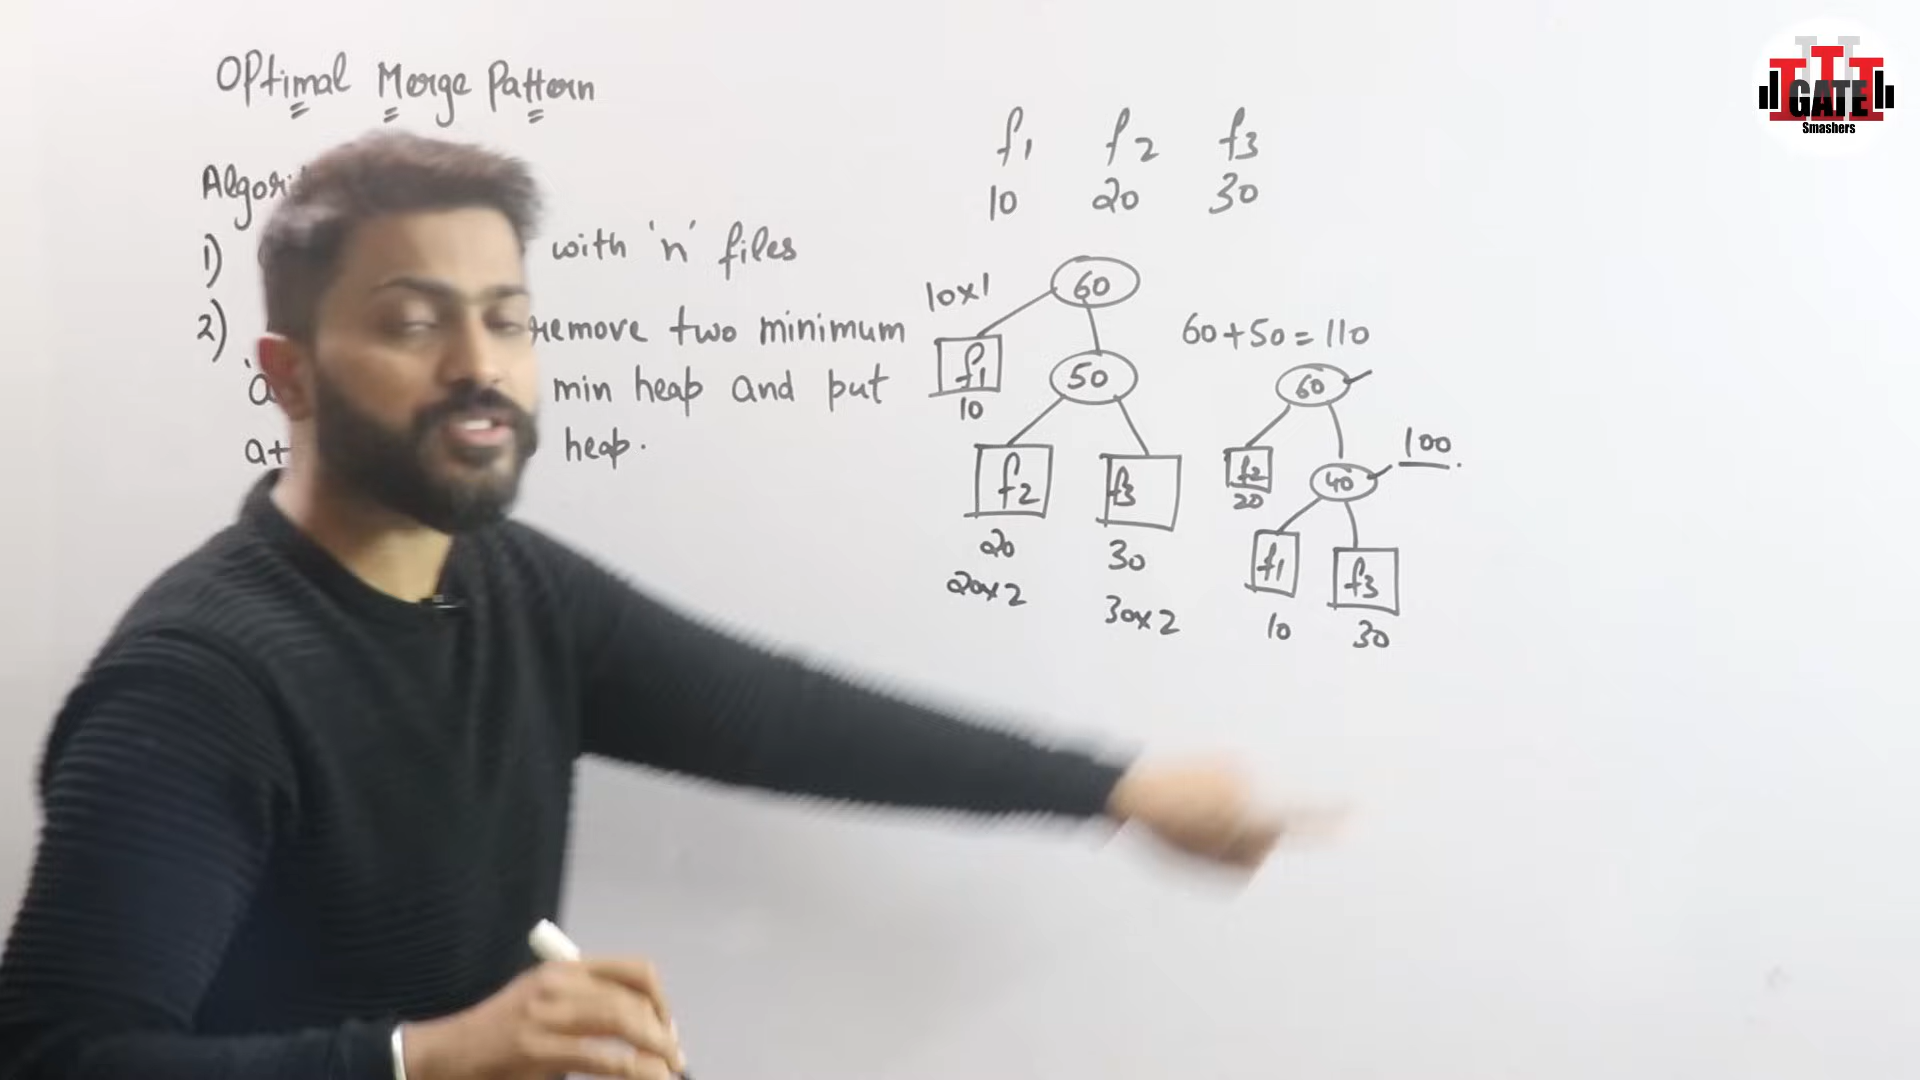 Optimal Merge Pattern
1) with 'n' files
2) remove two minimum
min heap and put
heap.
f1 f2 f3
10 20 30
10x1
60
f1
10
50
f2
20
20x2
f3
30
30x2
60+50=110
60
f2
20
40
100
f1
10
f3
30
GATE
Smashers